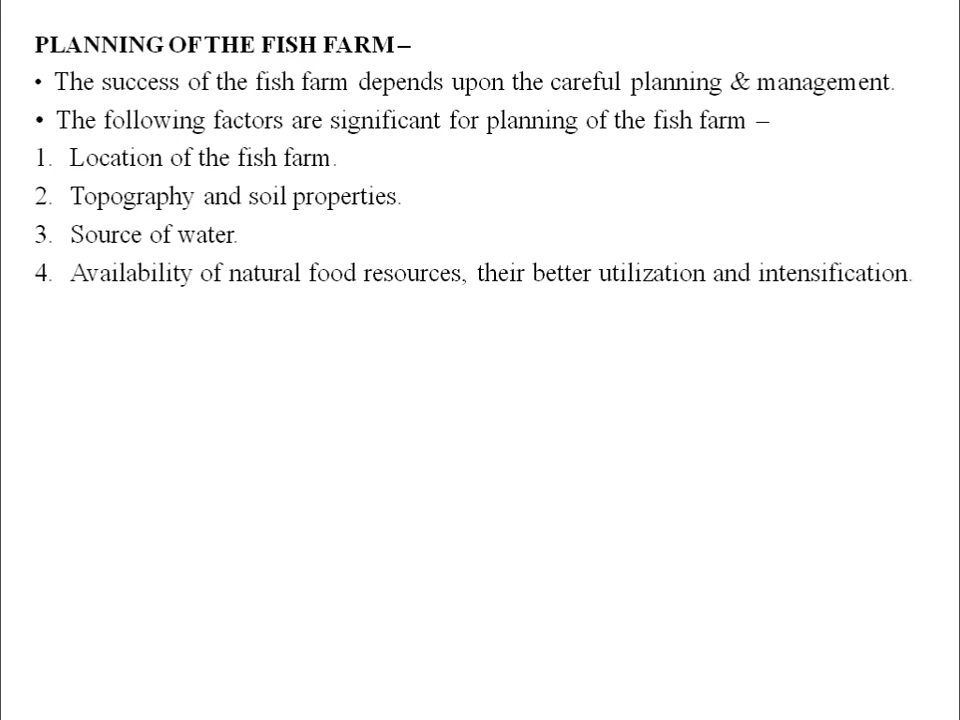 PLANNING OF THE FISH FARM –
• The success of the fish farm depends upon the careful planning & management.
• The following factors are significant for planning of the fish farm –
1. Location of the fish farm.
2. Topography and soil properties.
3. Source of water.
4. Availability of natural food resources, their better utilization and intensification.